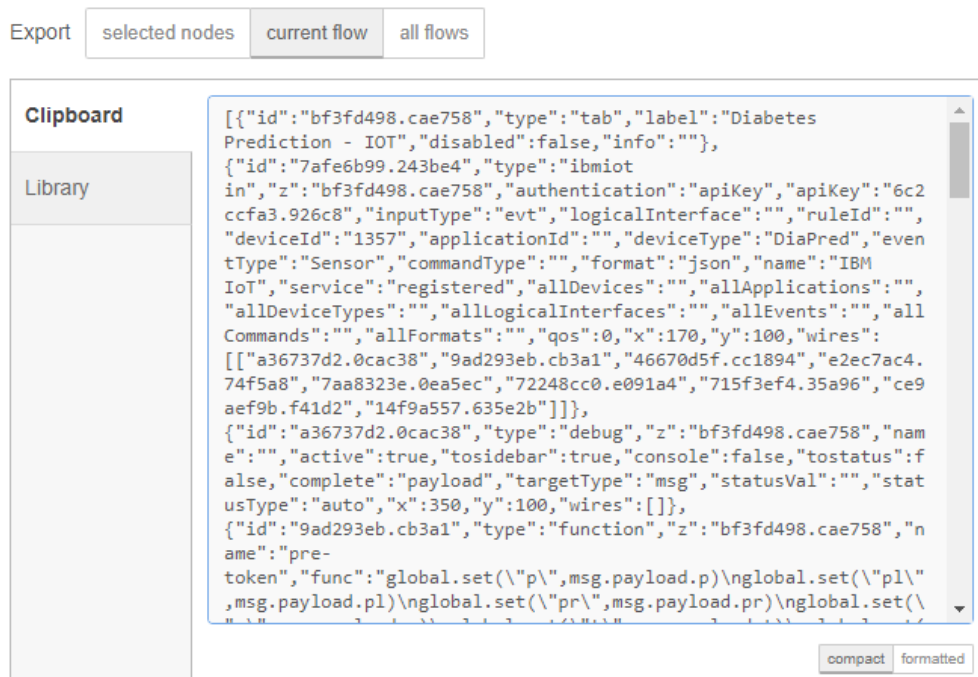 Export selected nodes current flow all flows
Clipboard
Library
[{"id":"bf3fd498.cae758","type":"tab","label":"Diabetes
Prediction - IOT","disabled":false,"info":""},
{"id":"7afe6b99.243be4","type":"ibmiot
in","z":"bf3fd498.cae758","authentication":"apiKey","apiKey":"6c2
ccfa3.926c8","inputType":"evt","logicalInterface":"","ruleId":"",
"deviceId":"1357","applicationId":"","deviceType":"DiaPred","even
tType":"Sensor","commandType":"","format":"json","name":"IBM
IoT","service":"registered","allDevices":"","allApplications":"",
"allDeviceTypes":"","allLogicalInterfaces":"","allEvents":"","all
Commands":"","allFormats":"","qos":0,"x":170,"y":100,"wires":
[["a36737d2.0cac38","9ad293eb.cb3a1","46670d5f.cc1894","e2ec7ac4.
74f5a8","7aa8323e.0ea5ec","72248cc0.e091a4","715f3ef4.35a96","ce9
aef9b.f41d2","14f9a557.635e2b"]]},
{"id":"a36737d2.0cac38","type":"debug","z":"bf3fd498.cae758","nam
e":"","active":true,"tosidebar":true,"console":false,"tostatus":f
alse,"complete":"payload","targetType":"msg","statusVal":"","stat
usType":"auto","x":350,"y":100,"wires":[]},
{"id":"9ad293eb.cb3a1","type":"function","z":"bf3fd498.cae758","n
ame":"pre-
token","func":"global.set(\"p\",msg.payload.p)\nglobal.set(\"pl\"
,msg.payload.pl)\nglobal.set(\"pr\",msg.payload.pr)\nglobal.set(\
compact formatted